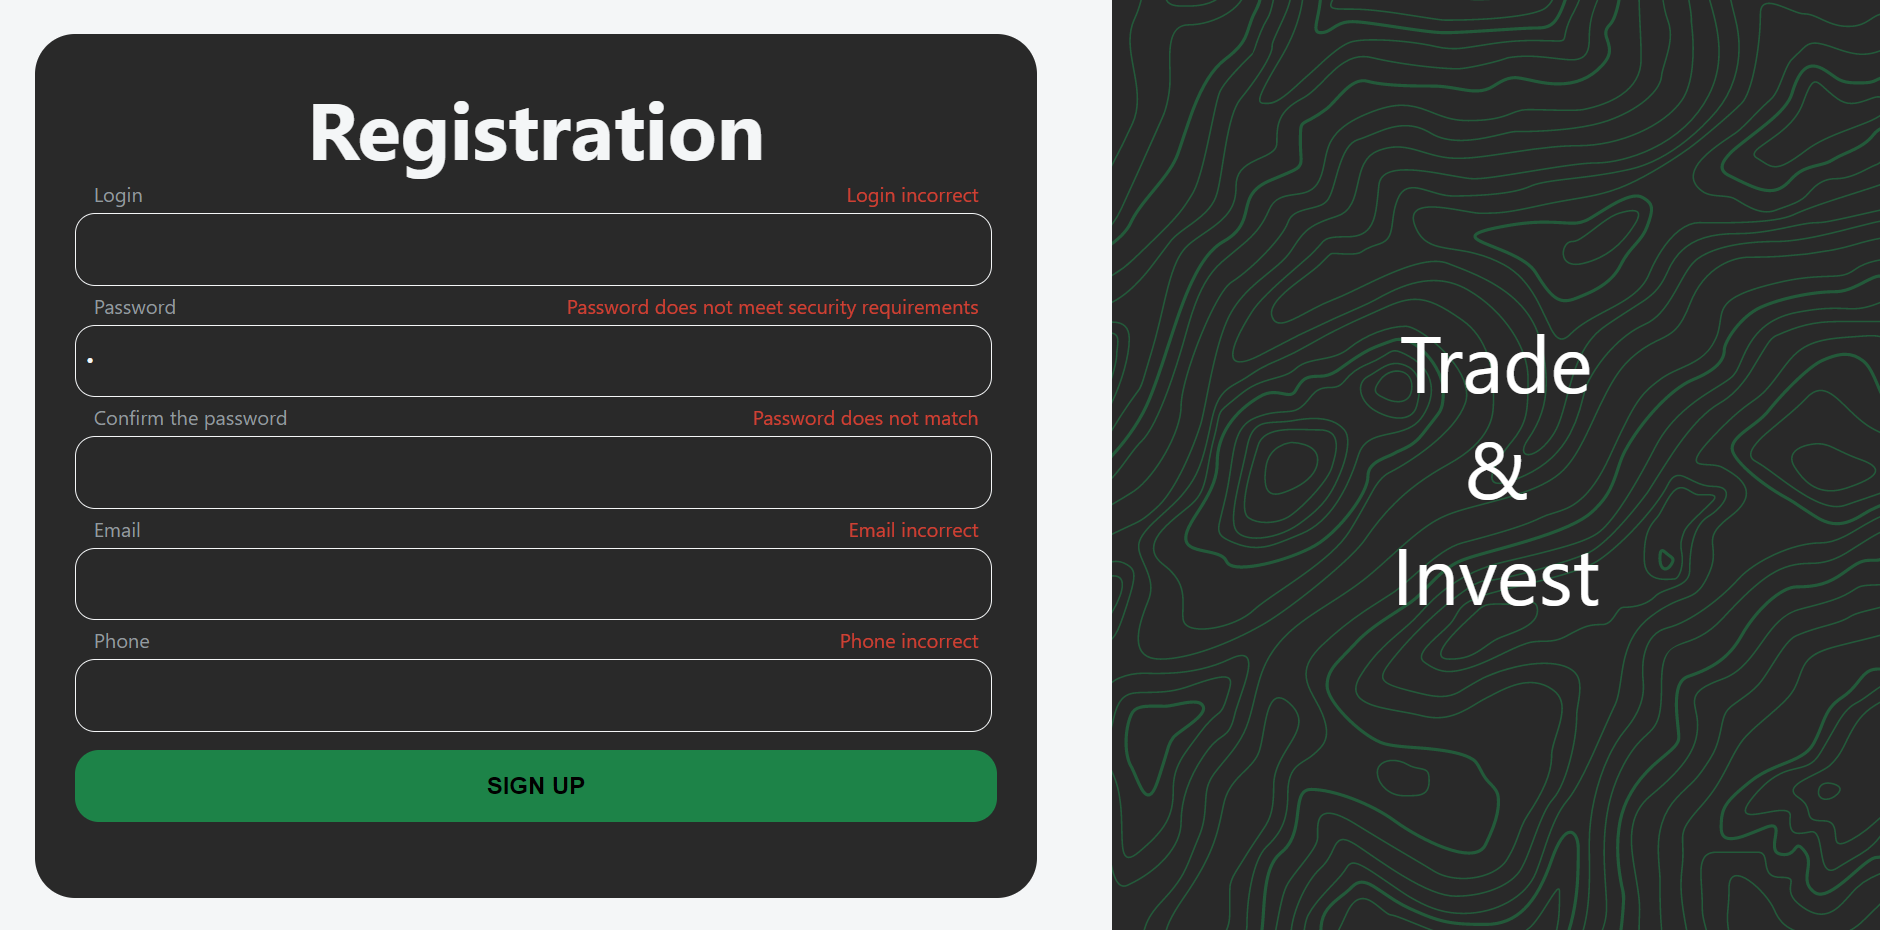 Registration
Login
Login incorrect
Password
Password does not meet security requirements
•
Confirm the password
Password does not match
Email
Email incorrect
Phone
Phone incorrect
SIGN UP
Trade
&
Invest